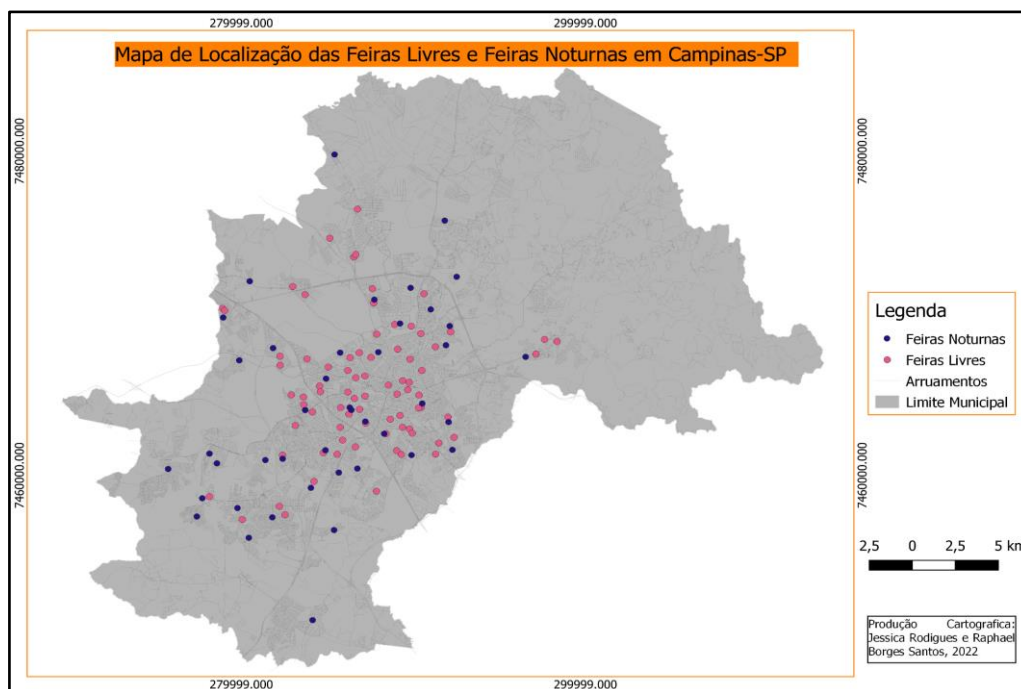 279999.000
299999.000
Mapa de Localização das Feiras Livres e Feiras Noturnas em Campinas-SP
7480000.000
7480000.000
Legenda
Feiras Noturnas
Feiras Livres
Arruamentos
Limite Municipal
7460000.000
7460000.000
2,5 0 2,5 5 km
Produção Cartografica:
Jessica Rodigues e Raphael
Borges Santos, 2022
279999.000
299999.000